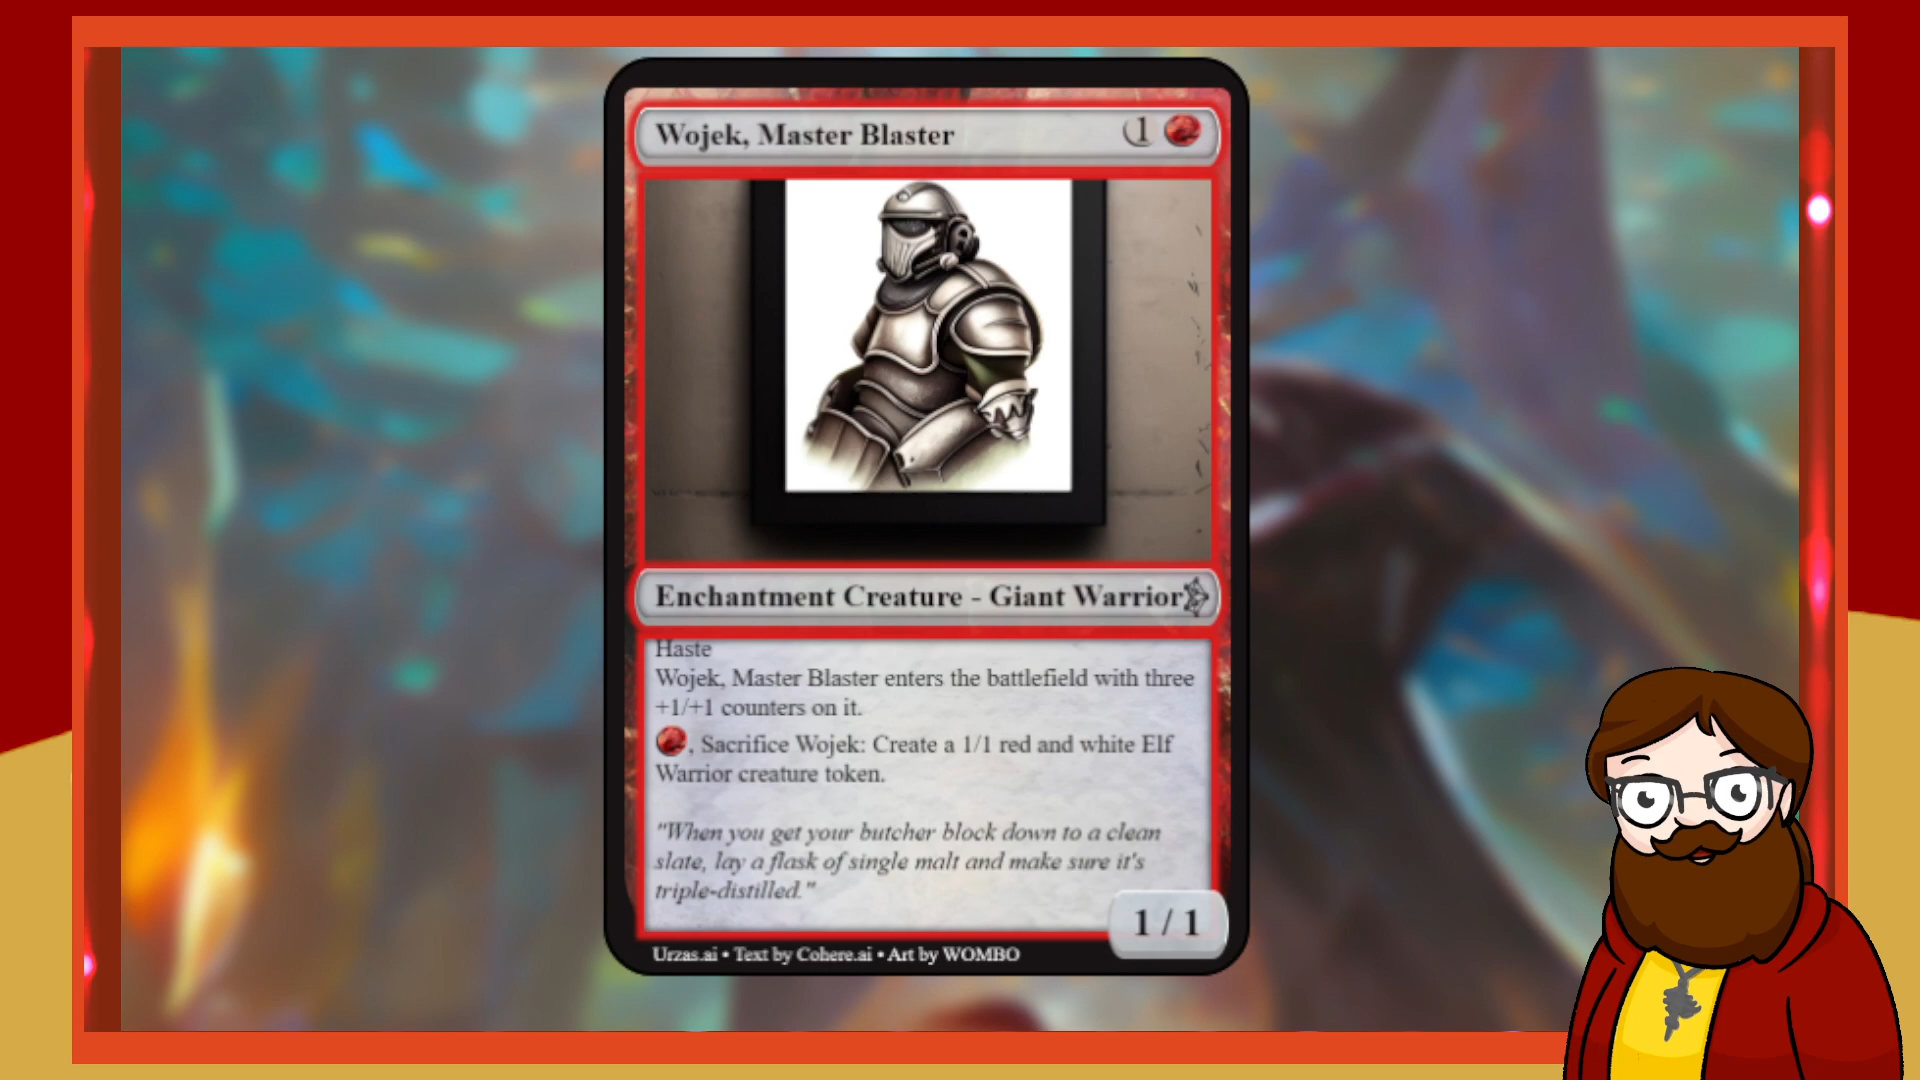 Wojek, Master Blaster 1
Enchantment Creature - Giant Warrior
Haste
Wojek, Master Blaster enters the battlefield with three
+1/+1 counters on it.
, Sacrifice Wojek: Create a 1/1 red and white Elf
Warrior creature token.
"When you get your butcher block down to a clean
slate, lay a flask of single malt and make sure it's
triple-distilled."
1 / 1
Urzas.ai • Text by Cohere.ai • Art by WOMBO